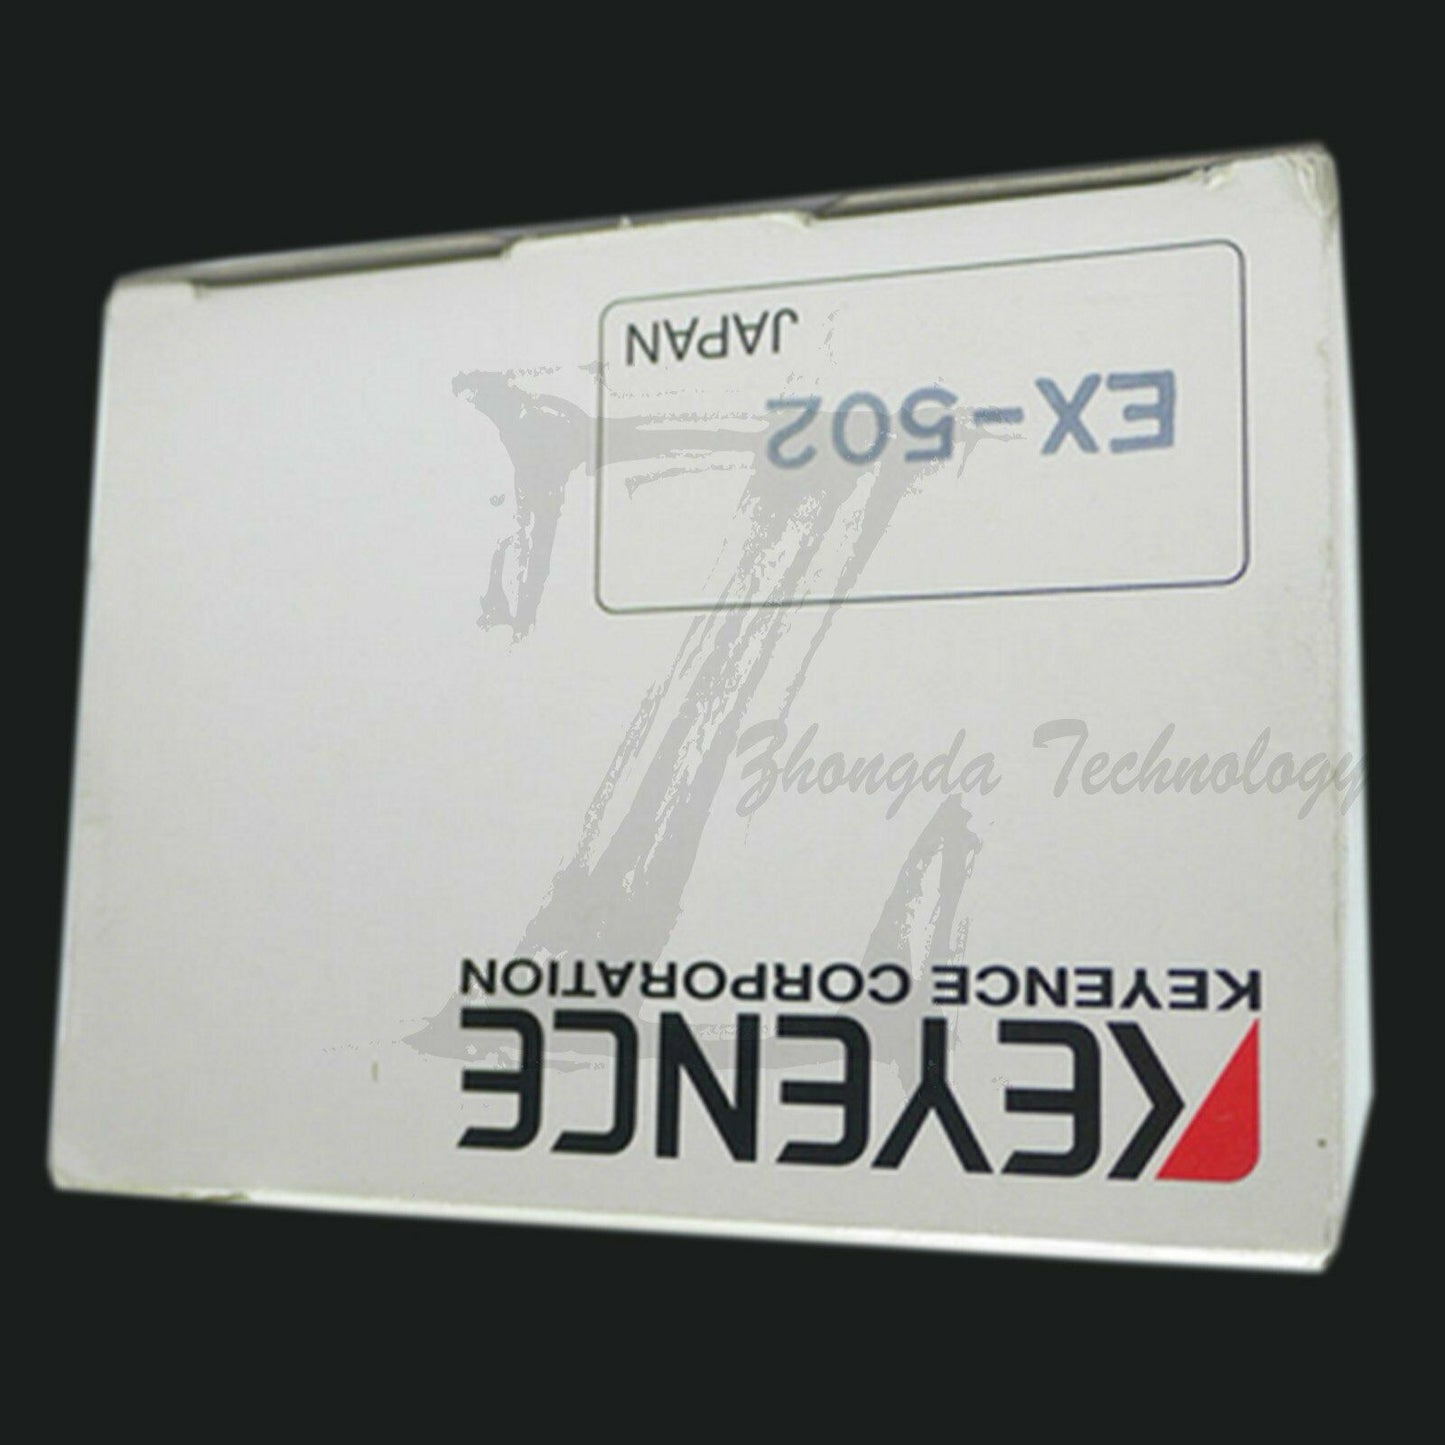 KEYENCE
KEYENCE CORPORATION
EX-502
JAPAN
Zhongda Technology